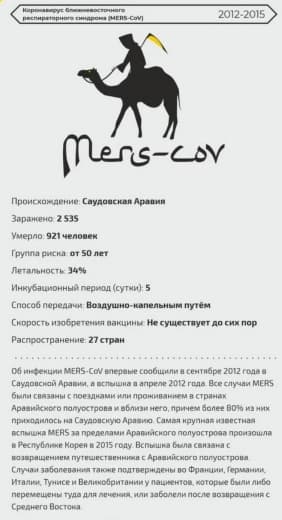 Коронавирус ближневосточного
респираторного синдрома (MERS-CoV)
2012-2015
Mers-cov
Происхождение: Саудовская Аравия
Заражено: 2 535
Умерло: 921 человек
Группа риска: от 50 лет
Летальность: 34%
Инкубационный период (сутки): 5
Способ передачи: Воздушно-капельным путём
Скорость изобретения вакцины: Не существует до сих пор
Распространение: 27 стран
Об инфекции MERS-CoV впервые сообщили в сентябре 2012 года в
Саудовской Аравии, а вспышка в апреле 2012 года. Все случаи MERS
были связаны с поездками или проживанием в странах
Аравийского полуострова и вблизи него, причем более 80% из них
приходилось на Саудовскую Аравию. Самая крупная известная
вспышка MERS за пределами Аравийского полуострова произошла
в Республике Корея в 2015 году. Вспышка была связана с
возвращением путешественника с Аравийского полуострова.
Случаи заболевания также подтверждены во Франции, Германии,
Италии, Тунисе и Великобритании у пациентов, которые были либо
перемещены туда для лечения, или заболели после возвращения с
Среднего Востока.